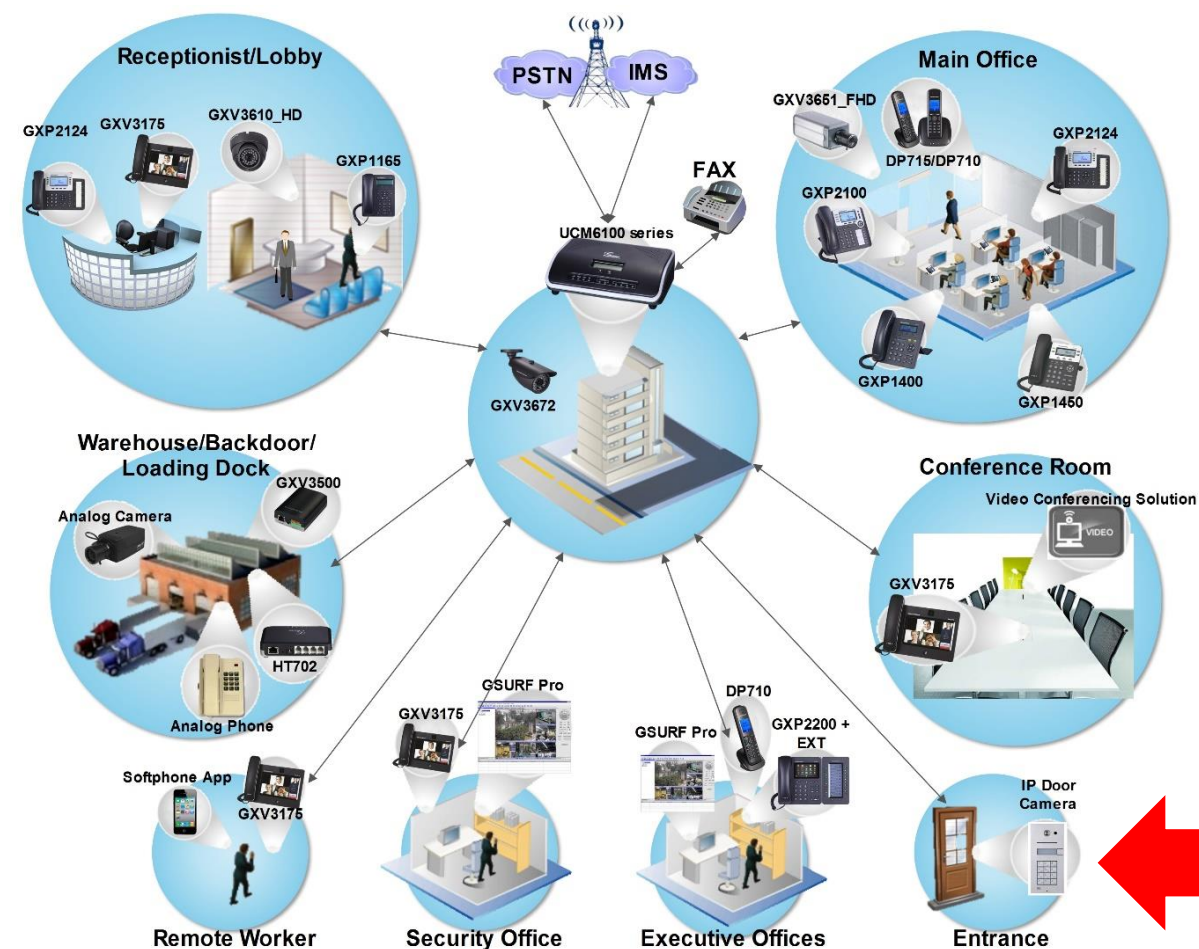 PSTN
IMS
Receptionist/Lobby
GXP2124
GXV3175
GXV3610_HD
GXP1165
Main Office
GXV3651_FHD
DP715/DP710
GXP2124
GXP2100
GXP1400
GXP1450
FAX
UCM6100 series
GXV3672
Warehouse/Backdoor/
Loading Dock
GXV3500
Analog Camera
HT702
Analog Phone
Conference Room
Video Conferencing Solution
VIDEO
GXV3175
Softphone App
GXV3175
Remote Worker
GXV3175
GSURF Pro
Security Office
GSURF Pro
DP710
GXP2200 +
EXT
Executive Offices
IP Door
Camera
Entrance